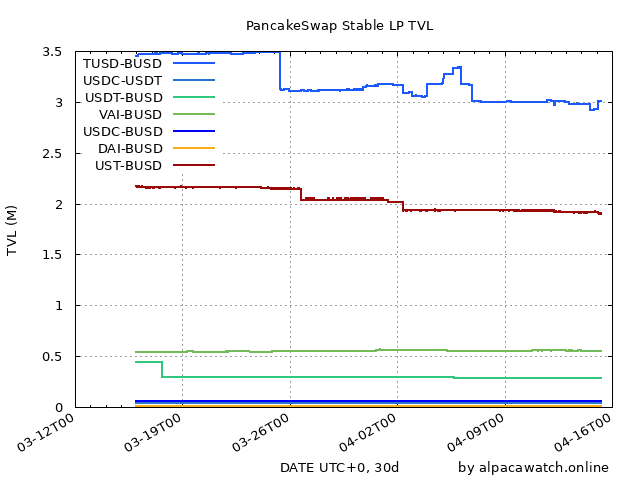 PancakeSwap Stable LP TVL
3.5
3
2.5
2
1.5
1
0.5
0
TVL (M)
TUSD-BUSD
USDC-USDT
USDT-BUSD
VAI-BUSD
USDC-BUSD
DAI-BUSD
UST-BUSD
03-12T00 03-19T00 03-26T00 04-02T00 04-09T00 04-16T00
DATE UTC+0, 30d by alpacawatch.online